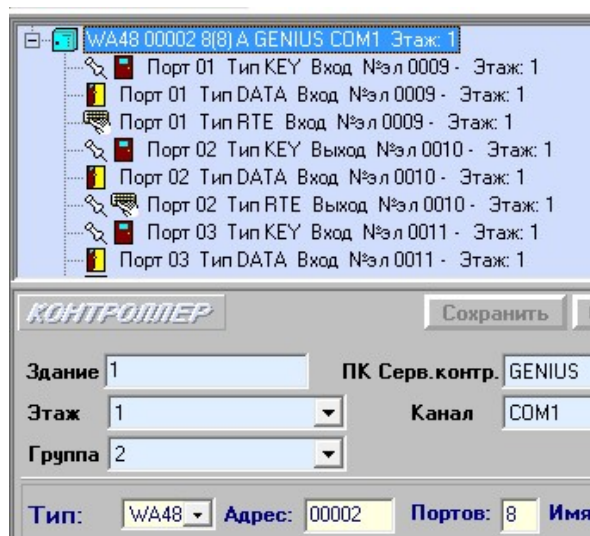 WA48 00002 8(8) A GENIUS COM1 Этаж: 1
Порт 01 Тип KEY Вход №эл 0009 - Этаж: 1
Порт 01 Тип DATA Вход №эл 0009 - Этаж: 1
Порт 01 Тип RTE Вход №эл 0009 - Этаж: 1
Порт 02 Тип KEY Выход №эл 0010 - Этаж: 1
Порт 02 Тип DATA Вход №эл 0010 - Этаж: 1
Порт 02 Тип RTE Выход №эл 0010 - Этаж: 1
Порт 03 Тип KEY Вход №эл 0011 - Этаж: 1
Порт 03 Тип DATA Вход №эл 0011 - Этаж: 1
КОНТРОЛЛЕР Сохранить
Здание 1 ПК Серв.контр. GENIUS
Этаж 1 Канал COM1
Группа 2
Тип: WA48 Адрес: 00002 Портов: 8 Имя